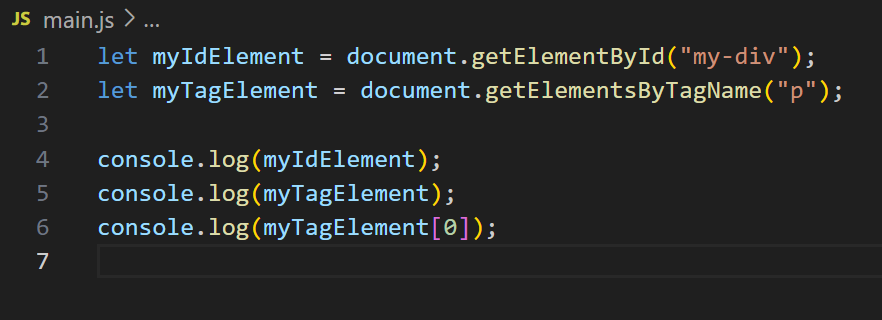 JS main.js > ...
1 let myIdElement = document.getElementById("my-div");
2 let myTagElement = document.getElementsByTagName("p");
3
4 console.log(myIdElement);
5 console.log(myTagElement);
6 console.log(myTagElement[0]);
7